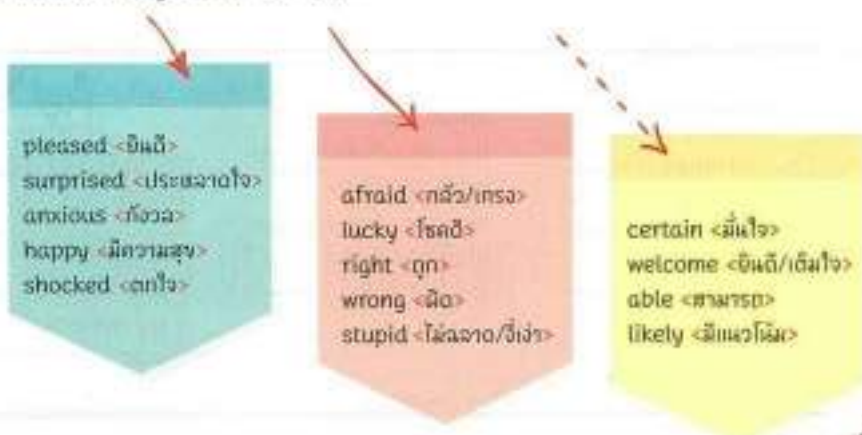 pleased <ยินดี>
surprised <ประหลาดใจ>
anxious <กังวล>
happy <มีความสุข>
shocked <ตกใจ>
afraid <กลัว/เกรง>
lucky <โชคดี>
right <ถูก>
wrong <ผิด>
stupid <ไม่ฉลาด/งี่เง่า>
certain <มั่นใจ>
welcome <ยินดี/เต็มใจ>
able <สามารถ>
likely <มีแนวโน้ม>